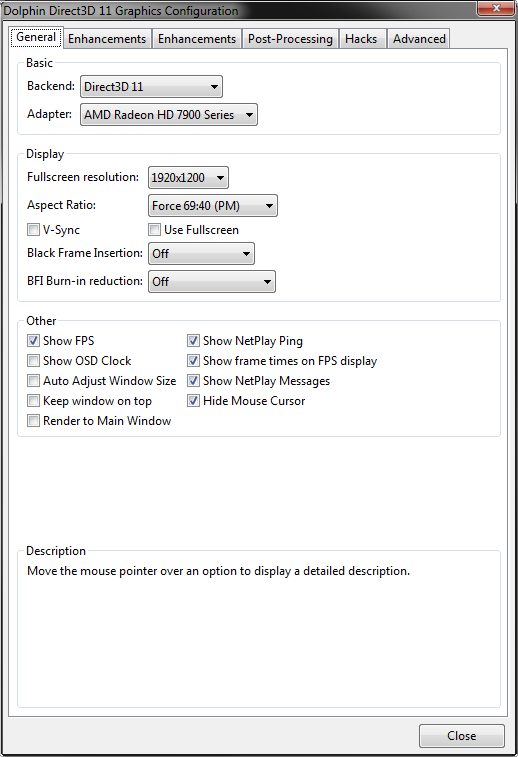 Dolphin Direct3D 11 Graphics Configuration
General Enhancements Enhancements Post-Processing Hacks Advanced
Basic
Backend: Direct3D 11
Adapter: AMD Radeon HD 7900 Series
Display
Fullscreen resolution: 1920x1200
Aspect Ratio: Force 69:40 (PM)
V-Sync Use Fullscreen
Black Frame Insertion: Off
BFI Burn-in reduction: Off
Other
Show FPS Show NetPlay Ping
Show OSD Clock Show frame times on FPS display
Auto Adjust Window Size Show NetPlay Messages
Keep window on top Hide Mouse Cursor
Render to Main Window
Description
Move the mouse pointer over an option to display a detailed description.
Close